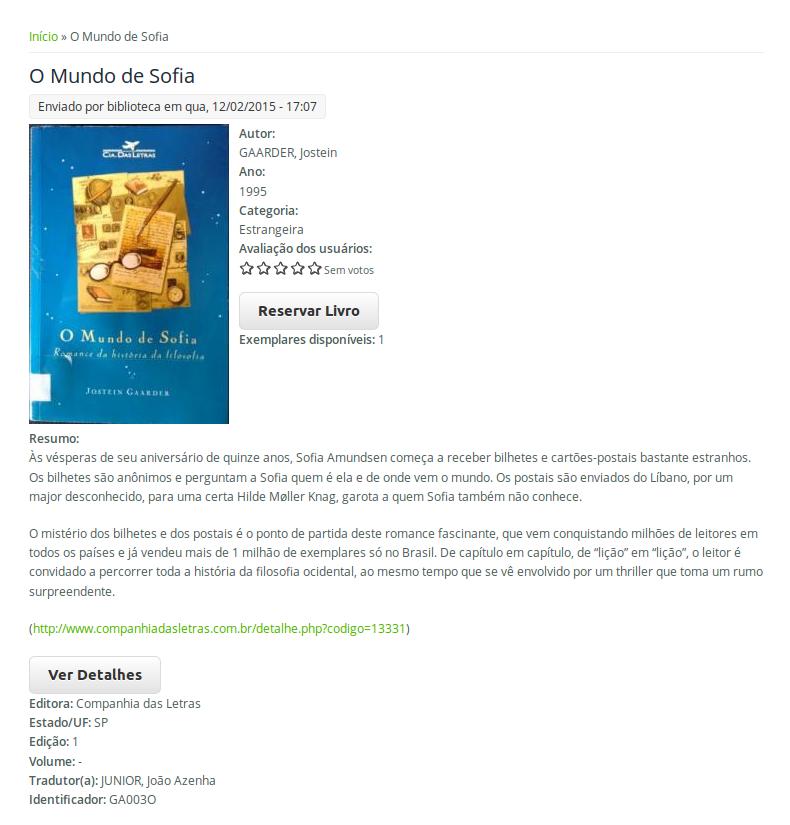 Início » O Mundo de Sofia
O Mundo de Sofia
Enviado por biblioteca em qua, 12/02/2015 - 17:07
CIA. DAS LETRAS
O Mundo de Sofia
Romance da história da filosofia
JOSTEIN GAARDER
Autor:
GAARDER, Jostein
Ano:
1995
Categoria:
Estrangeira
Avaliação dos usuários:
Sem votos
Reservar Livro
Exemplares disponíveis: 1
Resumo:
Às vésperas de seu aniversário de quinze anos, Sofia Amundsen começa a receber bilhetes e cartões-postais bastante estranhos.
Os bilhetes são anônimos e perguntam a Sofia quem é ela e de onde vem o mundo. Os postais são enviados do Líbano, por um
major desconhecido, para uma certa Hilde Møller Knag, garota a quem Sofia também não conhece.
O mistério dos bilhetes e dos postais é o ponto de partida deste romance fascinante, que vem conquistando milhões de leitores em
todos os países e já vendeu mais de 1 milhão de exemplares só no Brasil. De capítulo em capítulo, de “lição” em “lição”, o leitor é
convidado a percorrer toda a história da filosofia ocidental, ao mesmo tempo que se vê envolvido por um thriller que toma um rumo
surpreendente.
(http://www.companhiadasletras.com.br/detalhe.php?codigo=13331)
Ver Detalhes
Editora: Companhia das Letras
Estado/UF: SP
Edição: 1
Volume: -
Tradutor(a): JUNIOR, João Azenha
Identificador: GA003O